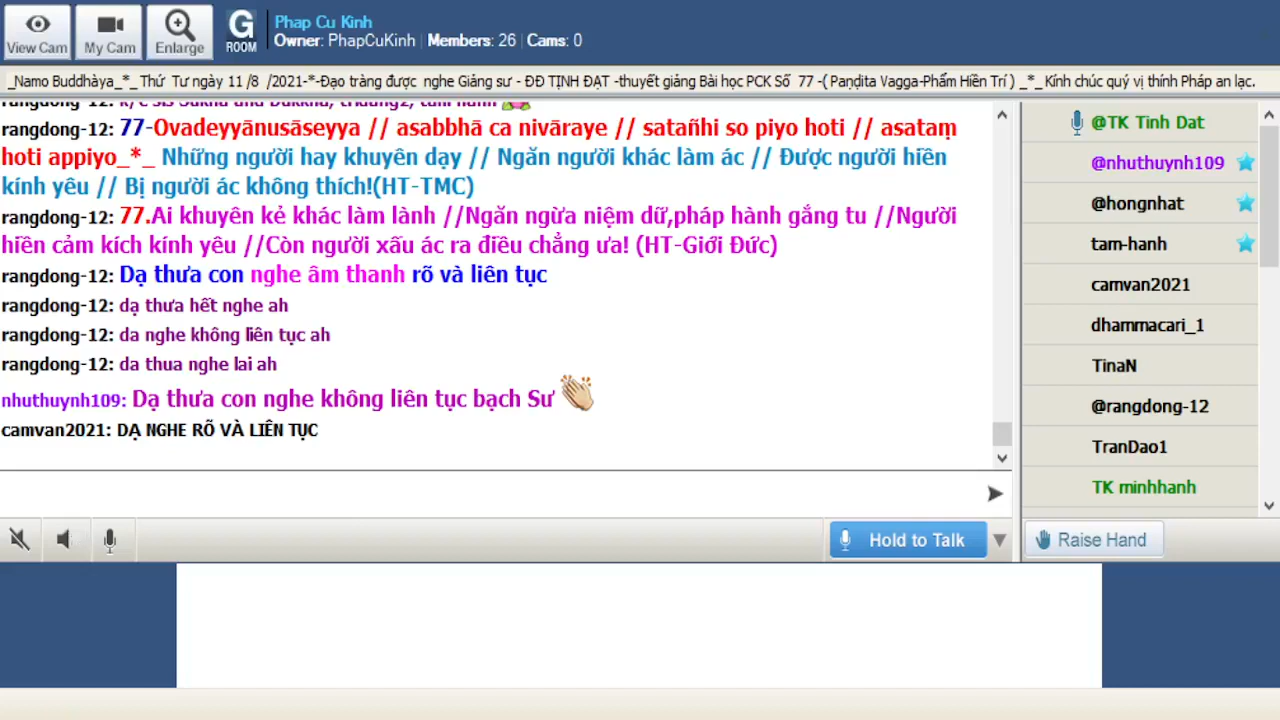 Phap Cu Kinh
View Cam My Cam Enlarge G ROOM Owner: PhapCuKinh | Members: 26 | Cams: 0
_Namo Buddhàya_*_ Thứ Tư ngày 11 /8 /2021-*-Đạo tràng được nghe Giảng sư - ĐĐ TỊNH ĐẠT -thuyết giảng Bài học PCK Số 77 -( Paṇḍita Vagga-Phẩm Hiền Trí ) _*_ Kính chúc quý vị thính Pháp an lạc.
rangdong-12: 77-Ovadeyyānusāseyya // asabbhā ca nivāraye // satañhi so piyo hoti // asataṃ
hoti appiyo_*_ Những người hay khuyên dạy // Ngăn người khác làm ác // Được người hiền
kính yêu // Bị người ác không thích!(HT-TMC)
rangdong-12: 77.Ai khuyên kẻ khác làm lành //Ngăn ngừa niệm dữ,pháp hành gắng tu //Người
hiền cảm kích kính yêu //Còn người xấu ác ra điều chẳng ưa! (HT-Giới Đức)
rangdong-12: Dạ thưa con nghe âm thanh rõ và liên tục
rangdong-12: dạ thưa hết nghe ah
rangdong-12: da nghe không liên tục ah
rangdong-12: da thua nghe lai ah
nhuthuynh109: Dạ thưa con nghe không liên tục bạch Sư
camvan2021: DẠ NGHE RÕ VÀ LIÊN TỤC
@TK Tinh Dat
@nhuthuynh109
@hongnhat
tam-hanh
camvan2021
dhammacari_1
TinaN
@rangdong-12
TranDao1
TK minhhanh
Hold to Talk
Raise Hand